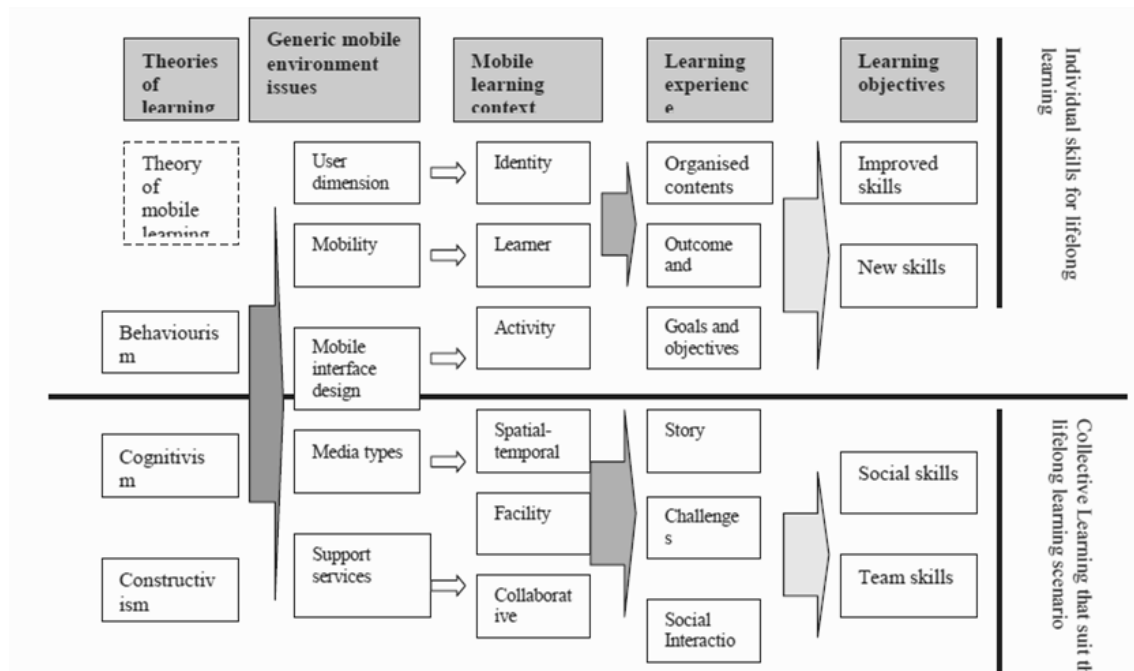 Theories
of
learning
Generic mobile
environment
issues
Mobile
learning
context
Learning
experienc
e
Learning
objectives
Individual skills for lifelong
learning
Theory
of
mobile
learning
User
dimension
Identity
Organised
contents
Improved
skills
Mobility
Learner
Outcome
and
New skills
Behaviouris
m
Mobile
interface
design
Activity
Goals and
objectives
Cognitivis
m
Media types
Spatial-
temporal
Story
Social skills
Facility
Challenge
s
Constructiv
ism
Support
services
Collaborat
ive
Social
Interactio
Team skills
Collective Learning that suit th
lifelong learning scenario